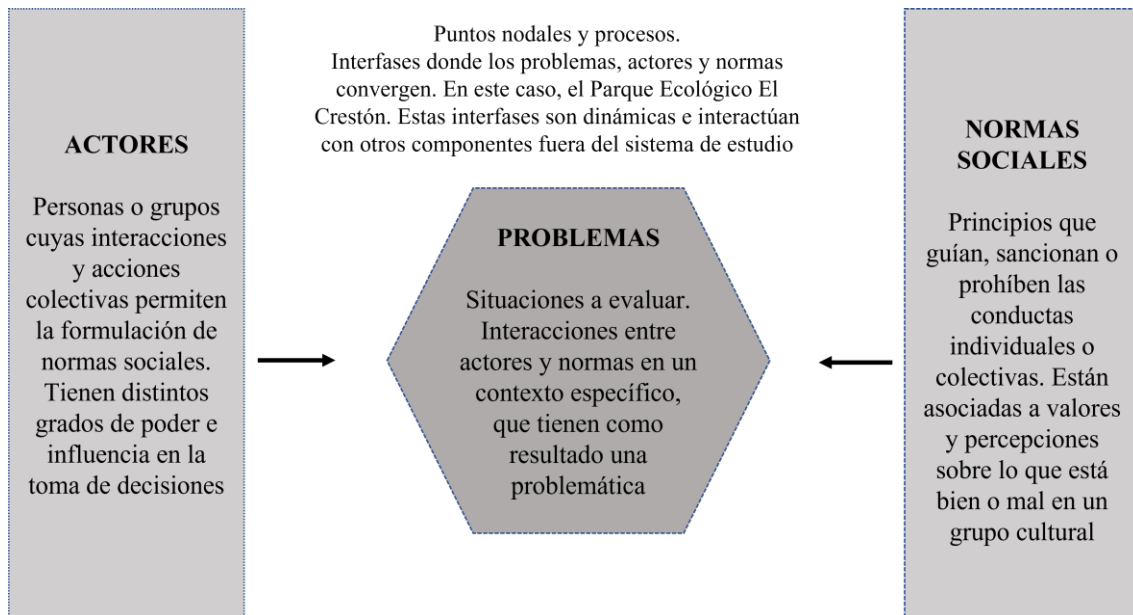 Puntos nodales y procesos.
Interfases donde los problemas, actores y normas
convergen. En este caso, el Parque Ecológico El
Crestón. Estas interfases son dinámicas e interactúan
con otros componentes fuera del sistema de estudio
ACTORES
Personas o grupos
cuyas interacciones
y acciones
colectivas permiten
la formulación de
normas sociales.
Tienen distintos
grados de poder e
influencia en la
toma de decisiones
PROBLEMAS
Situaciones a evaluar.
Interacciones entre
actores y normas en un
contexto específico,
que tienen como
resultado una
problemática
NORMAS
SOCIALES
Principios que
guían, sancionan o
prohíben las
conductas
individuales o
colectivas. Están
asociadas a valores
y percepciones
sobre lo que está
bien o mal en un
grupo cultural